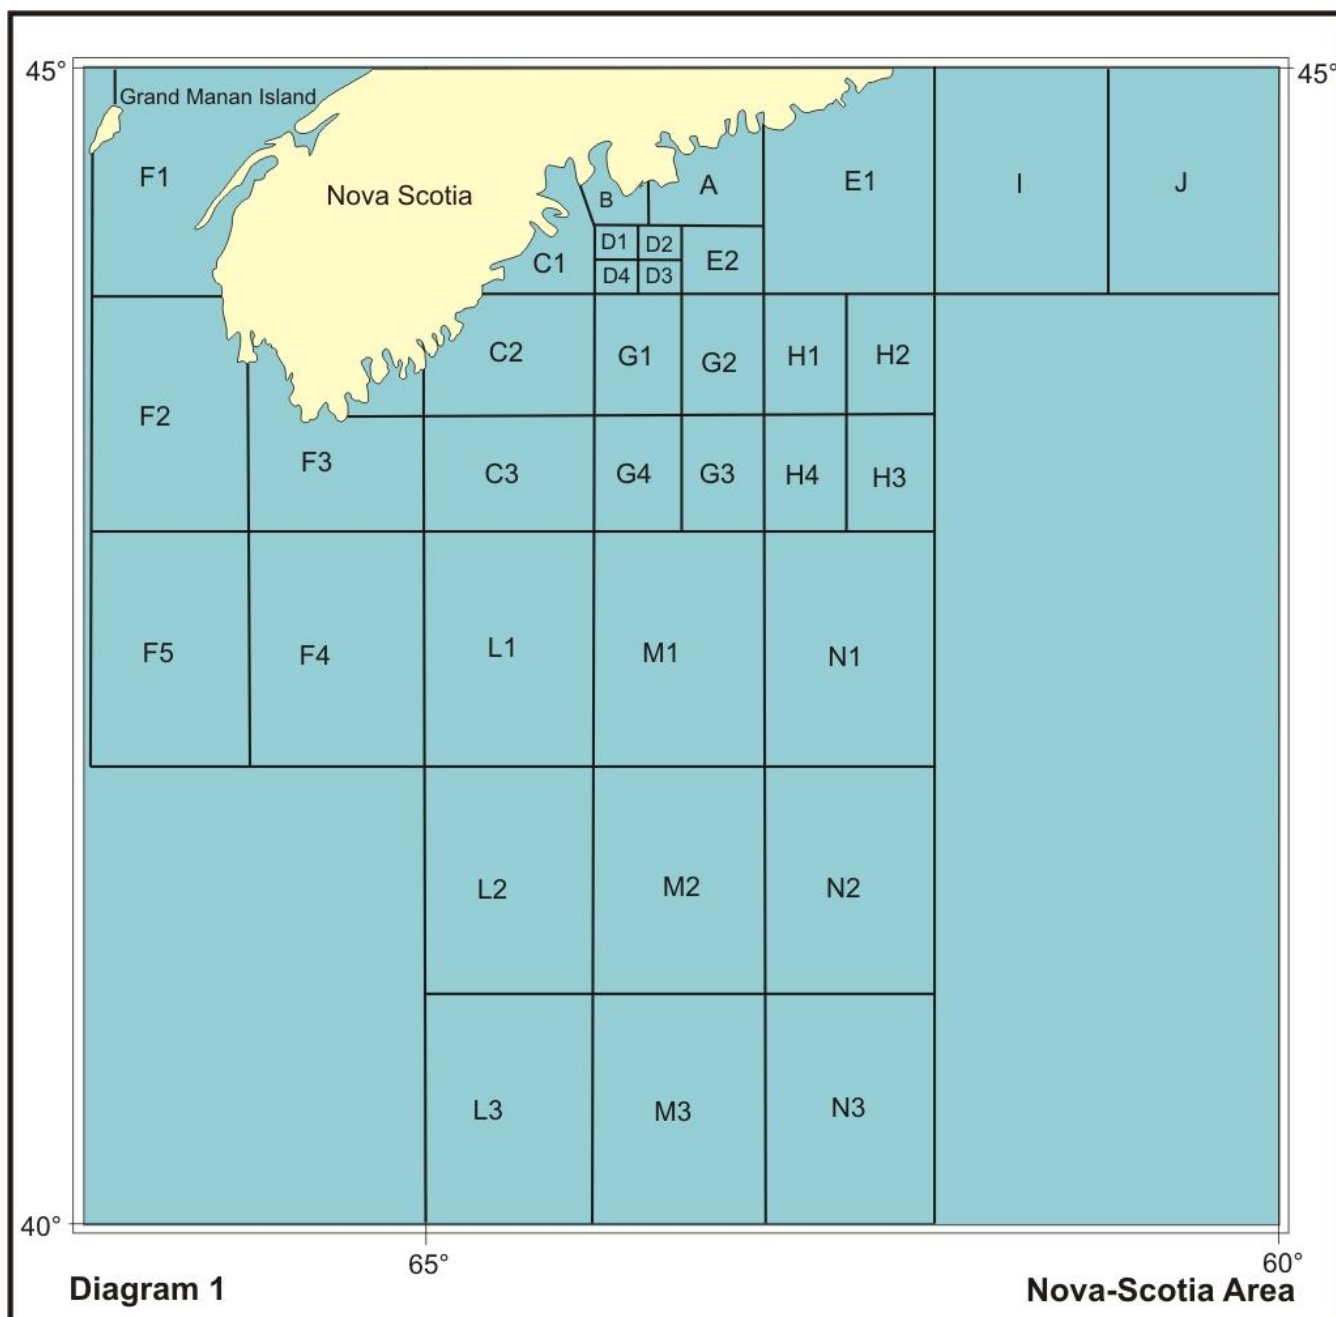 45°
45°
Grand Manan Island
F1
Nova Scotia
B
A
E1
I
J
D1
D2
C1
E2
D4
D3
C2
G1
G2
H1
H2
F2
F3
C3
G4
G3
H4
H3
F5
F4
L1
M1
N1
L2
M2
N2
L3
M3
N3
40°
65°
60°
Diagram 1
Nova-Scotia Area